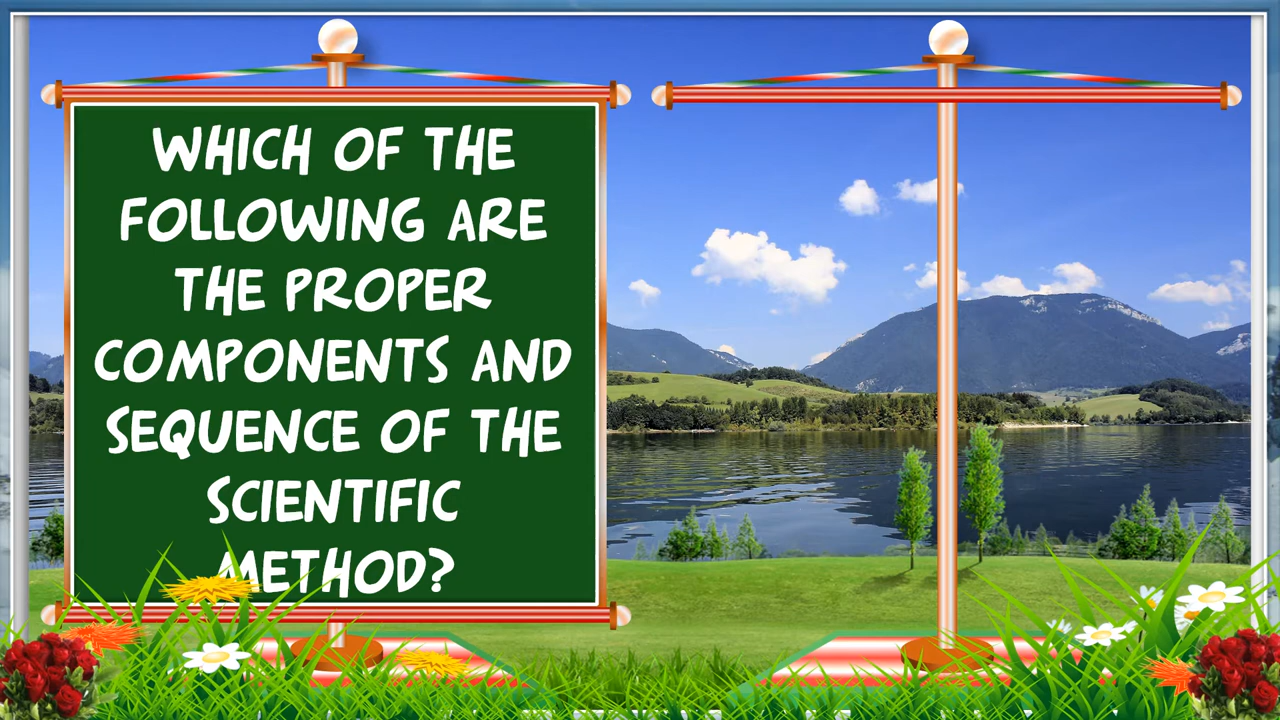 WHICH OF THE
FOLLOWING ARE
THE PROPER
COMPONENTS AND
SEQUENCE OF THE
SCIENTIFIC
METHOD?